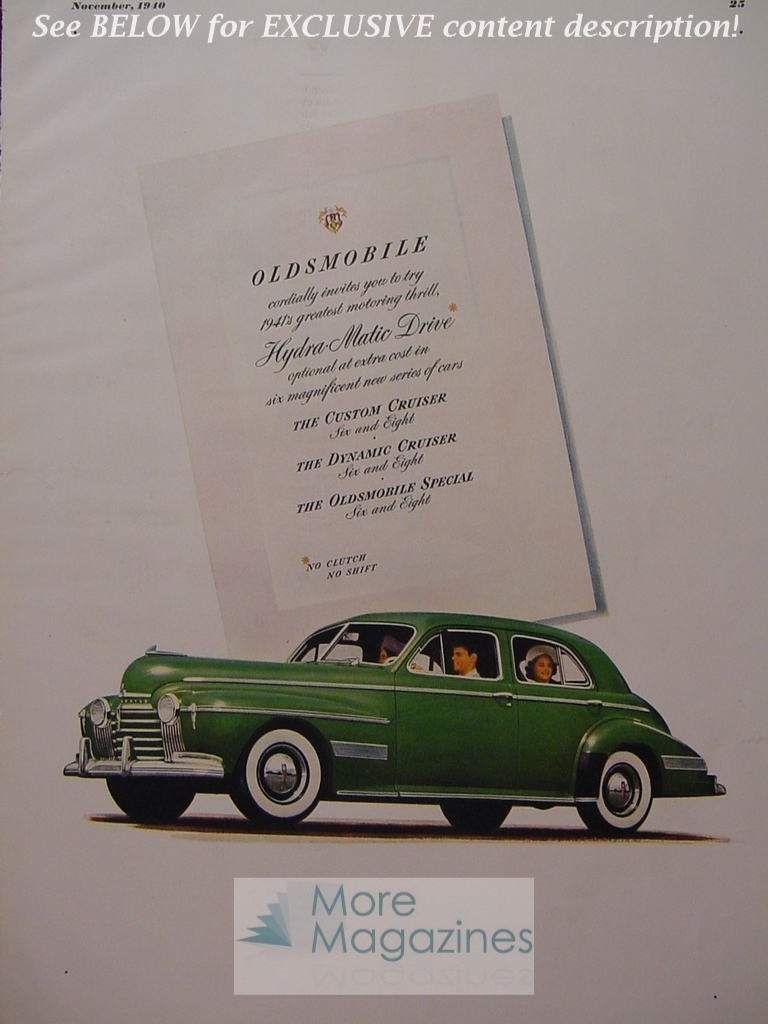 November, 1940
25
See BELOW for EXCLUSIVE content description!
OLDSMOBILE
cordially invites you to try
1941's greatest motoring thrill,
Hydra-Matic Drive*
optional at extra cost in
six magnificent new series of cars
THE CUSTOM CRUISER
Six and Eight
THE DYNAMIC CRUISER
Six and Eight
THE OLDSMOBILE SPECIAL
Six and Eight
*NO CLUTCH
NO SHIFT
More
Magazines